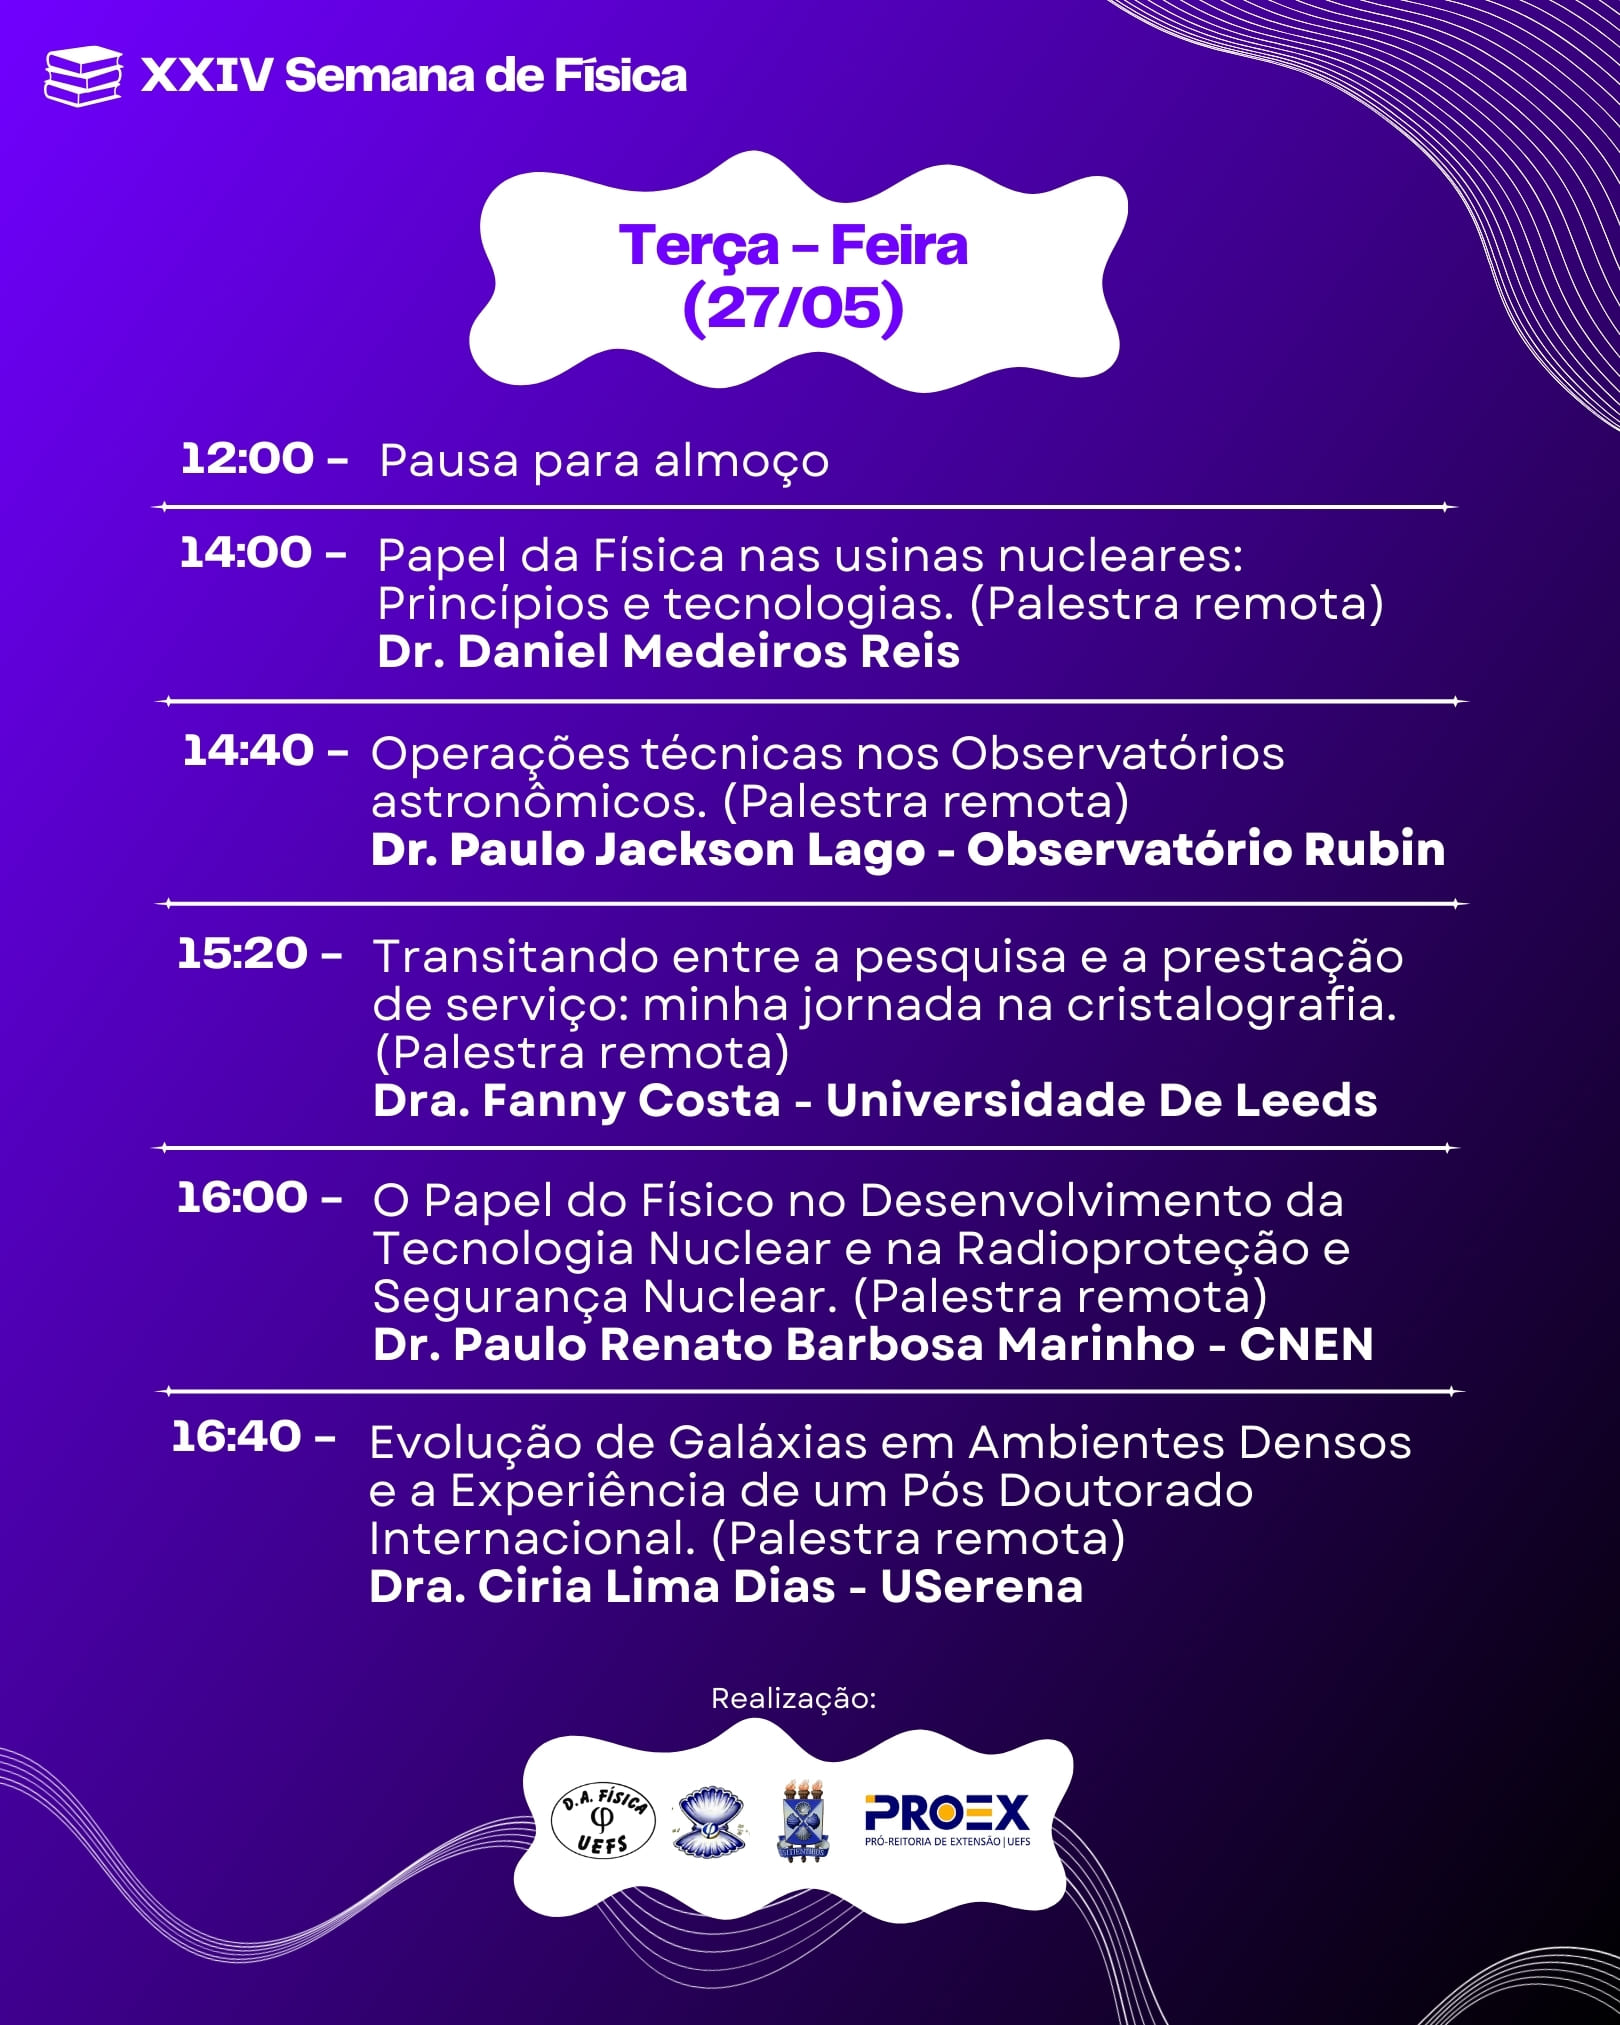 XXIV Semana de Física
Terça - Feira
(27/05)
12:00 - Pausa para almoço
14:00 - Papel da Física nas usinas nucleares:
Princípios e tecnologias. (Palestra remota)
Dr. Daniel Medeiros Reis
14:40 - Operações técnicas nos Observatórios
astronômicos. (Palestra remota)
Dr. Paulo Jackson Lago - Observatório Rubin
15:20 - Transitando entre a pesquisa e a prestação
de serviço: minha jornada na cristalografia.
(Palestra remota)
Dra. Fanny Costa - Universidade De Leeds
16:00 - O Papel do Físico no Desenvolvimento da
Tecnologia Nuclear e na Radioproteção e
Segurança Nuclear. (Palestra remota)
Dr. Paulo Renato Barbosa Marinho - CNEN
16:40 - Evolução de Galáxias em Ambientes Densos
e a Experiência de um Pós Doutorado
Internacional. (Palestra remota)
Dra. Ciria Lima Dias - USerena
Realização:
D.A. FÍSICA
φ
UEFS
PROEX
PRÓ-REITORIA DE EXTENSÃO | UEFS